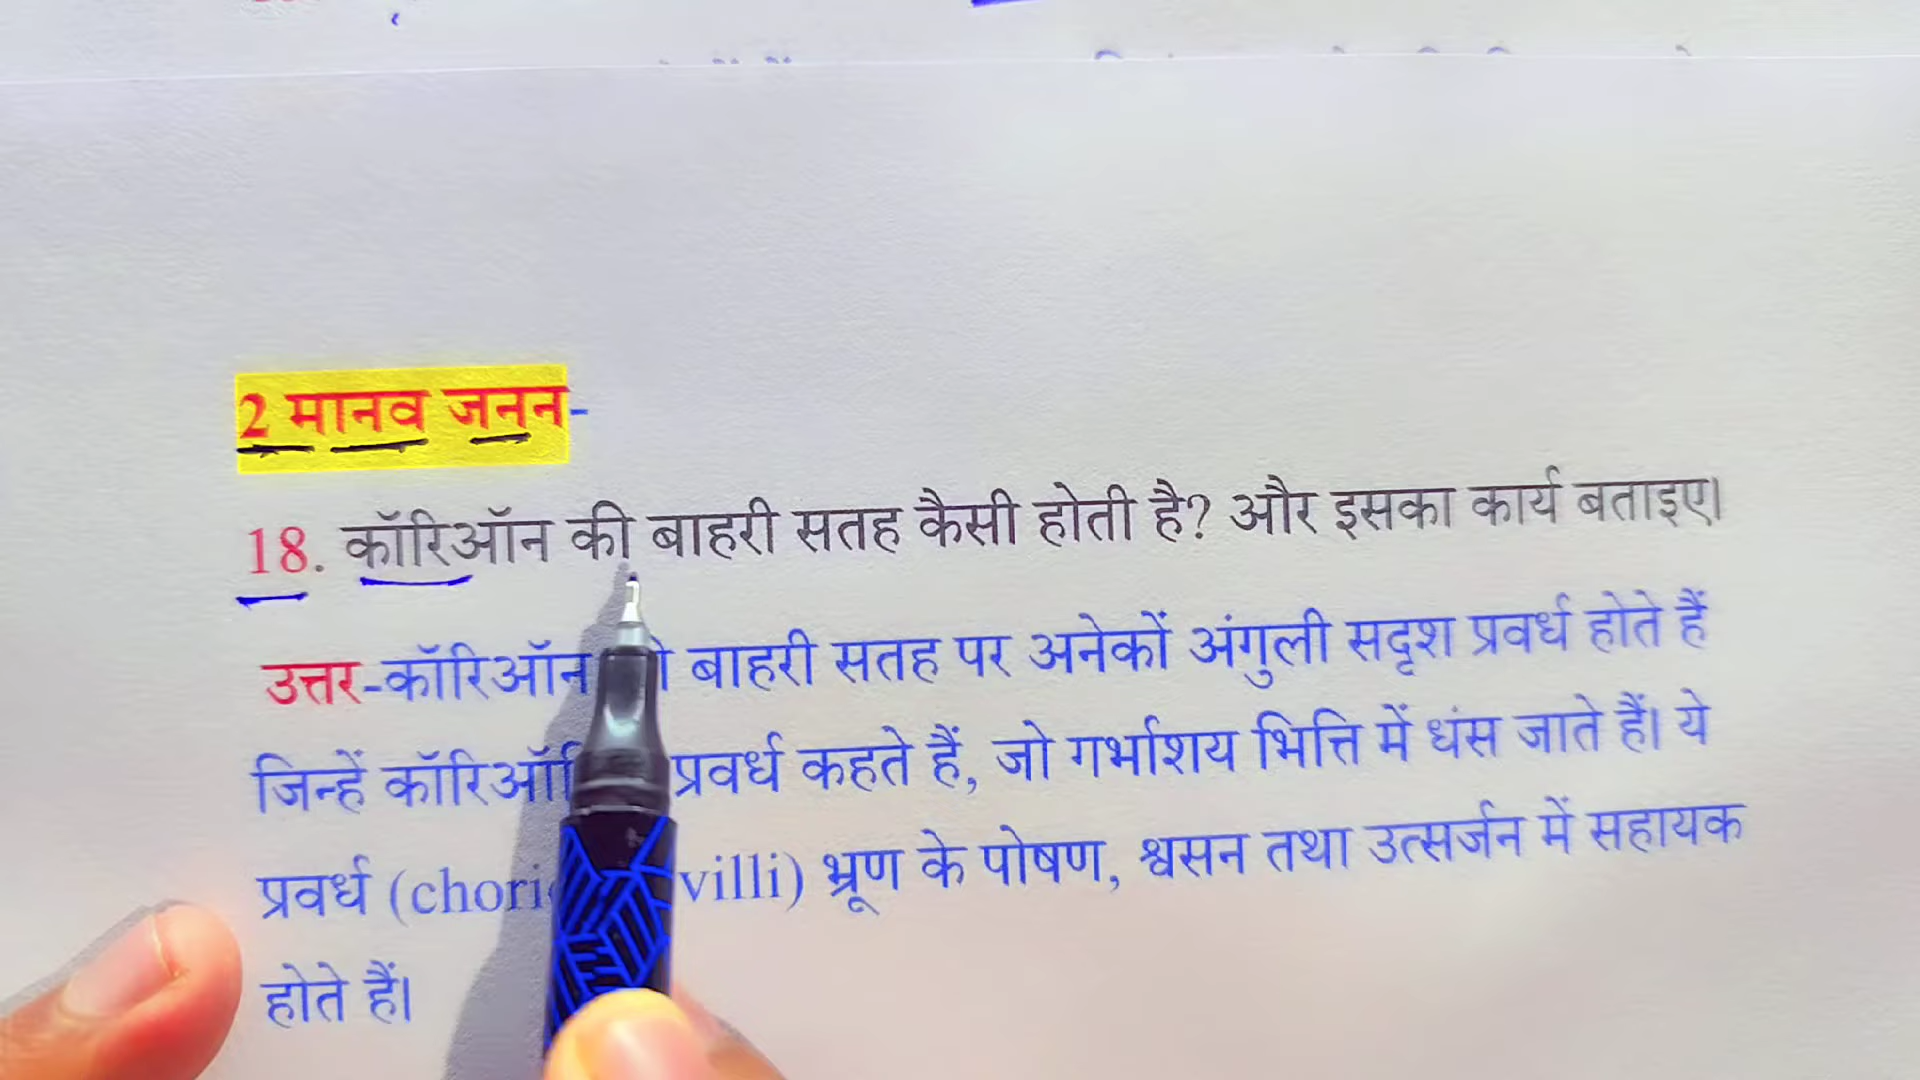 2 मानव जनन-
18. कॉरिऑन की बाहरी सतह कैसी होती है? और इसका कार्य बताइए।
उत्तर-कॉरिऑन बाहरी सतह पर अनेकों अंगुली सदृश प्रवर्ध होते हैं
जिन्हें प्रवर्ध कहते हैं, जो गर्भाशय भित्ति में धंस जाते हैं। ये
प्रवर्ध villi) भ्रूण के पोषण, श्वसन तथा उत्सर्जन में सहायक
होते हैं।